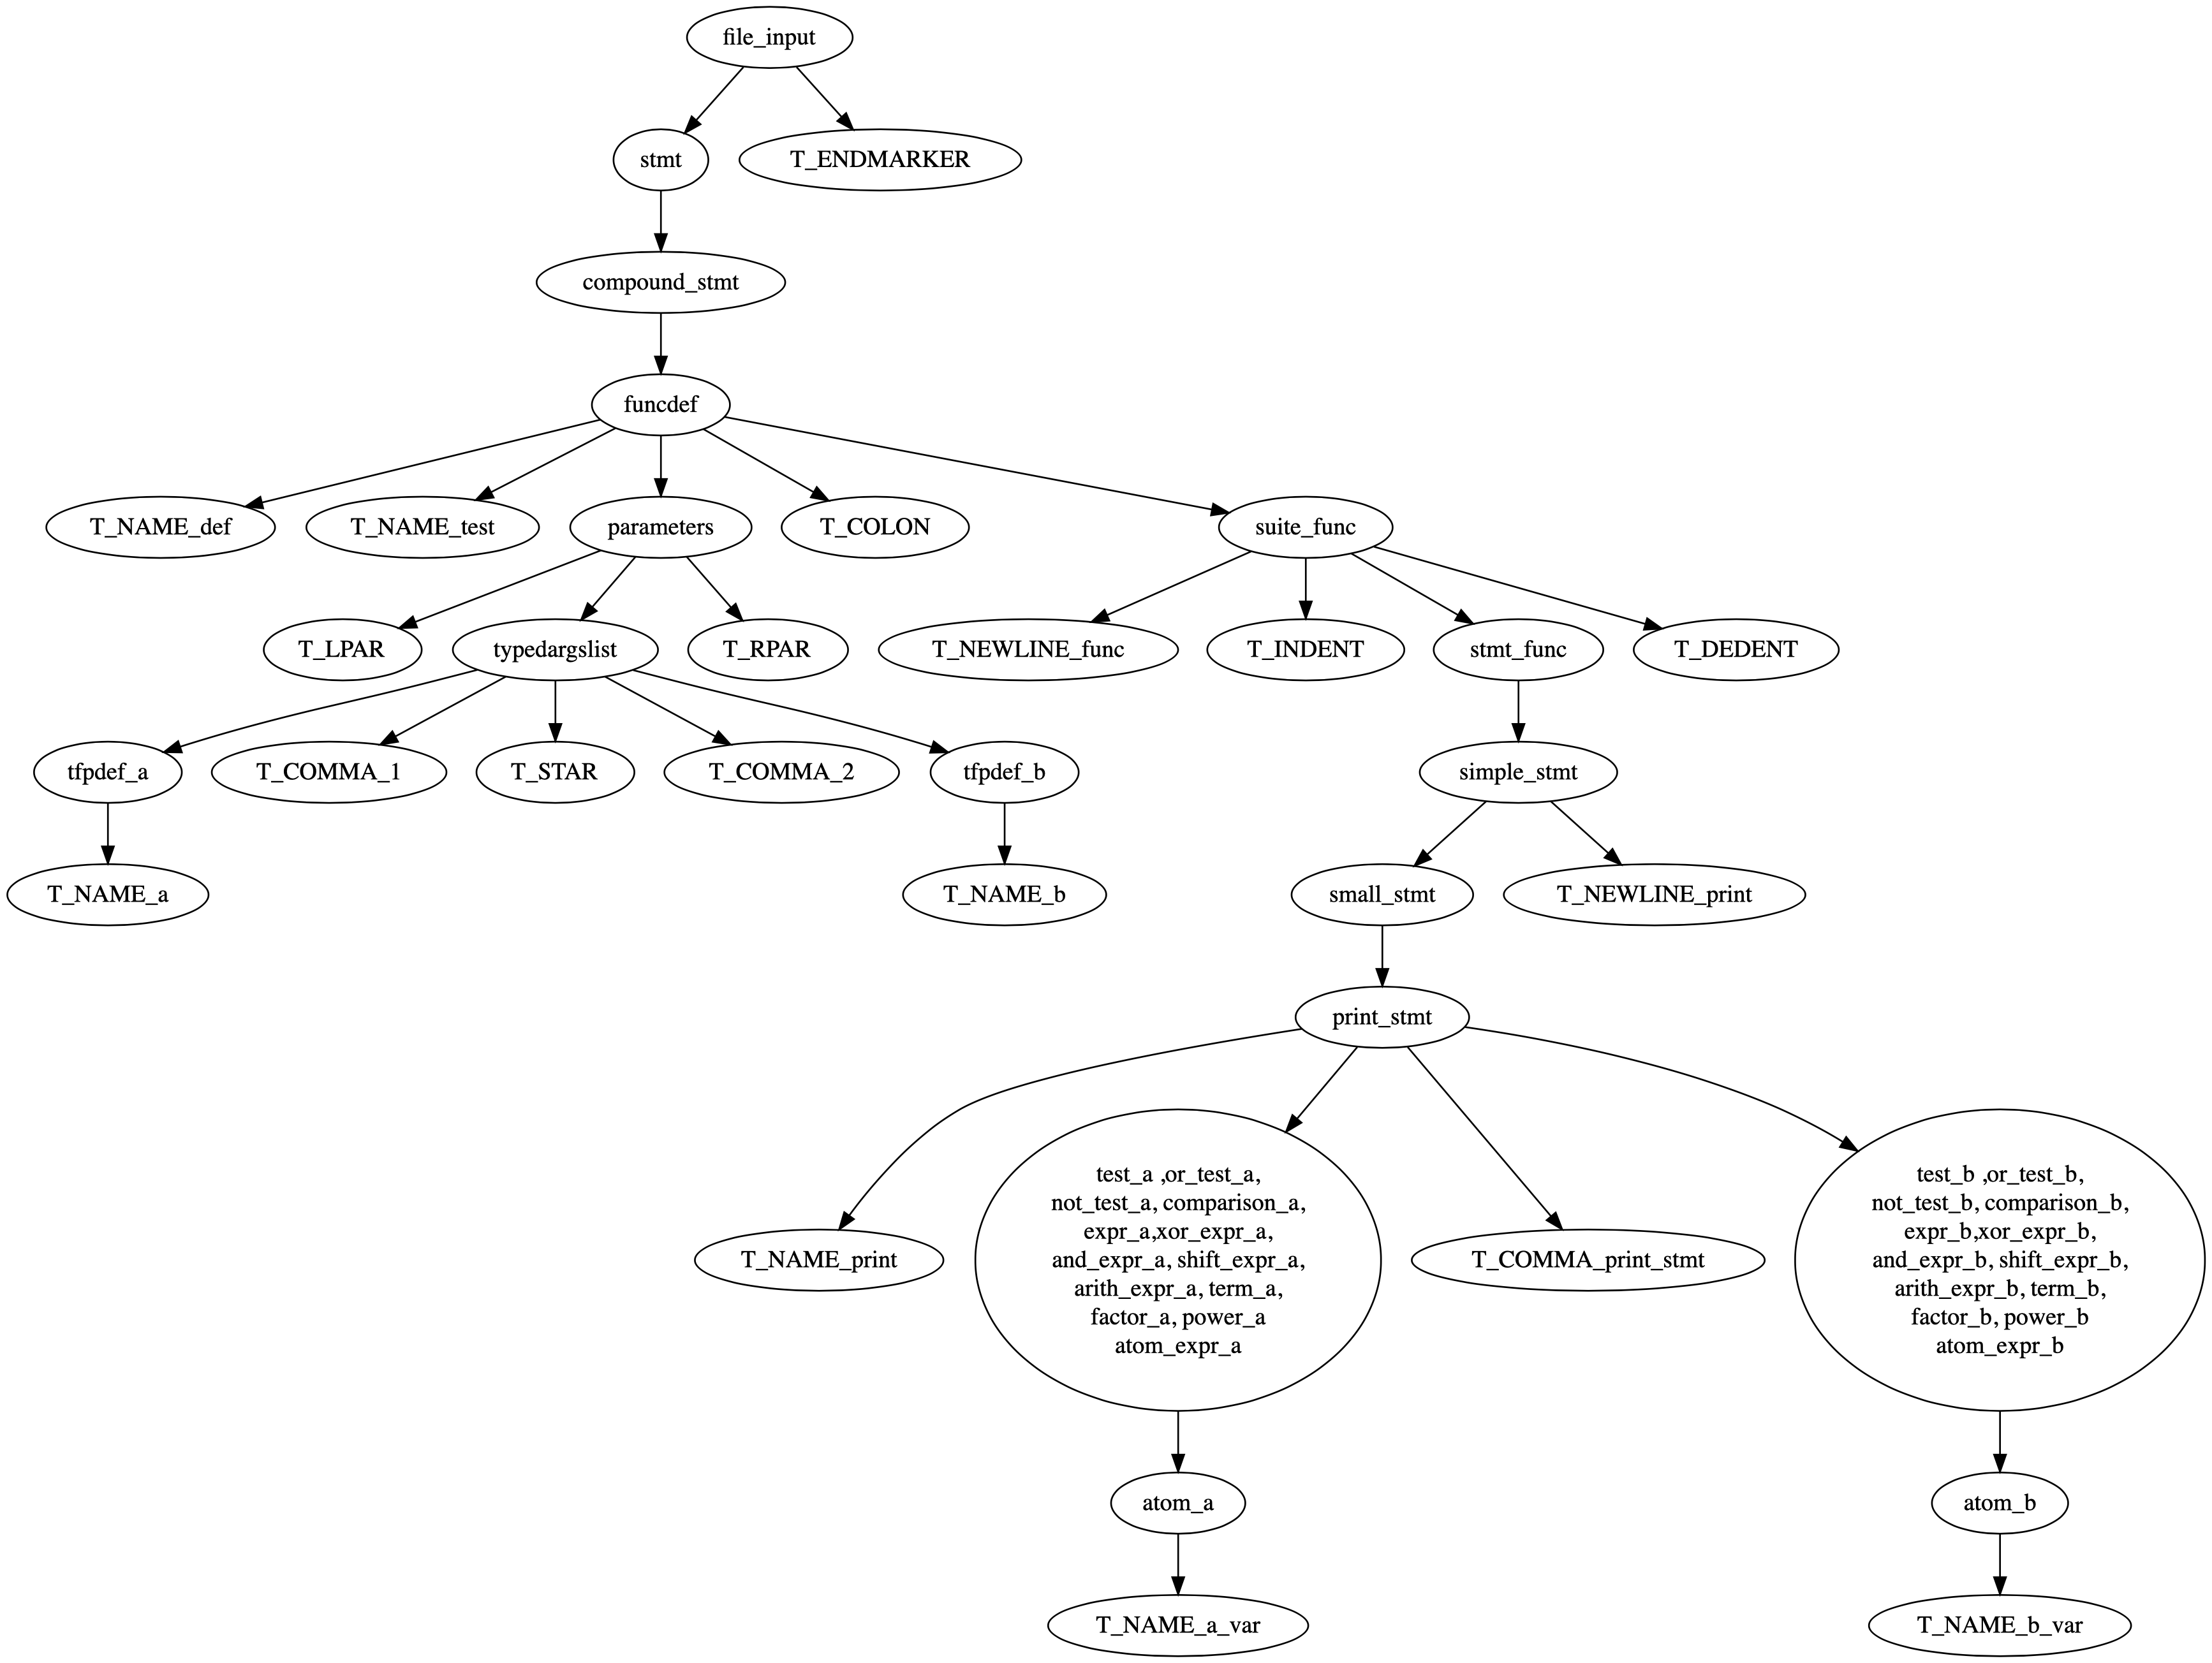 file_input
stmt
T_ENDMARKER
compound_stmt
funcdef
T_NAME_def
T_NAME_test
parameters
T_COLON
suite_func
T_LPAR
typedargslist
T_RPAR
T_NEWLINE_func
T_INDENT
stmt_func
T_DEDENT
tfpdef_a
T_COMMA_1
T_STAR
T_COMMA_2
tfpdef_b
simple_stmt
T_NAME_a
T_NAME_b
small_stmt
T_NEWLINE_print
print_stmt
T_NAME_print
test_a ,or_test_a,
not_test_a, comparison_a,
expr_a,xor_expr_a,
and_expr_a, shift_expr_a,
arith_expr_a, term_a,
factor_a, power_a
atom_expr_a
T_COMMA_print_stmt
test_b ,or_test_b,
not_test_b, comparison_b,
expr_b,xor_expr_b,
and_expr_b, shift_expr_b,
arith_expr_b, term_b,
factor_b, power_b
atom_expr_b
atom_a
atom_b
T_NAME_a_var
T_NAME_b_var